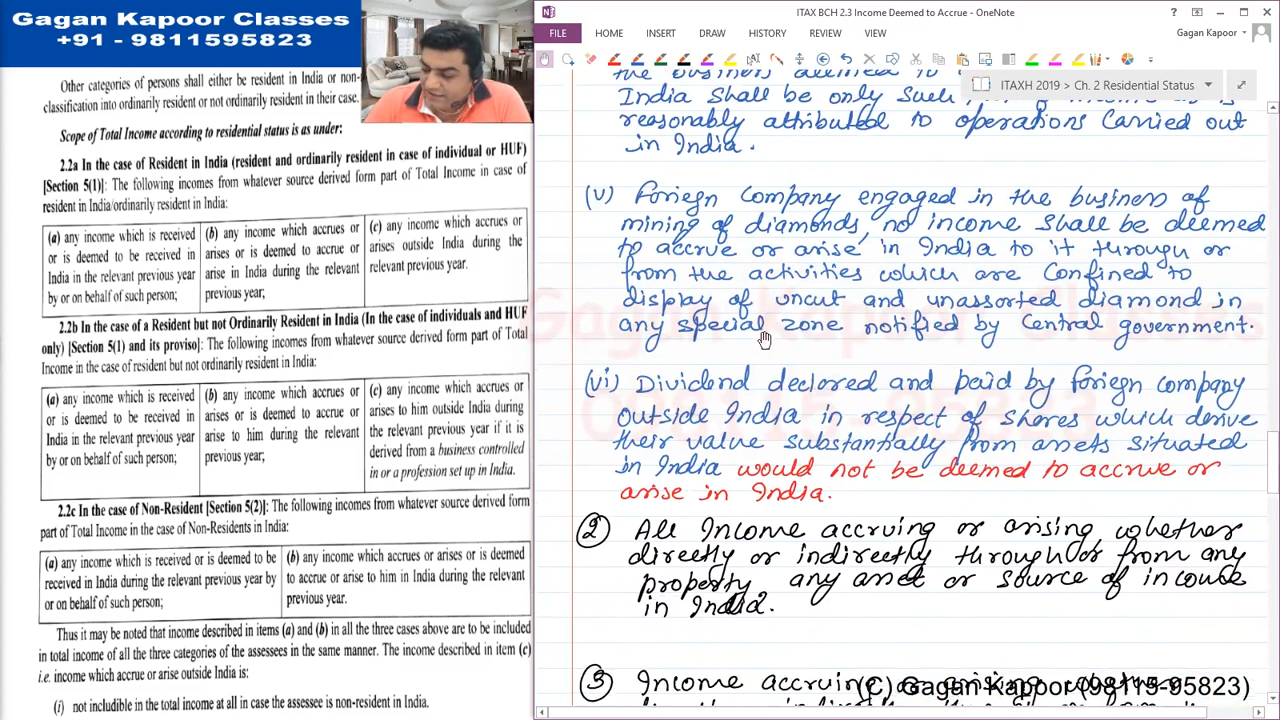 Gagan Kapoor Classes
+91 - 9811595823
Other categories of persons shall either be resident in India or non-
classification into ordinarily resident or not ordinarily resident in their case.
Scope of Total Income according to residential status is as under:
2.2a In the case of Resident in India (resident and ordinarily resident in case of individual or HUF)
[Section 5(1)]: The following incomes from whatever source derived form part of Total Income in case of
resident in India/ordinarily resident in India:
(a) any income which is received
or is deemed to be received in
India in the relevant previous year
by or on behalf of such person;
(b) any income which accrues or
arises or is deemed to accrue or
arise in India during the relevant
previous year;
(c) any income which accrues or
arises outside India during the
relevant previous year.
2.2b In the case of a Resident but not Ordinarily Resident in India (In the case of individuals and HUF
only) [Section 5(1) and its proviso]: The following incomes from whatever source derived form part of Total
Income in the case of resident but not ordinarily resident in India:
(a) any income which is received
or is deemed to be received in
India in the relevant previous year
by or on behalf of such person;
(b) any income which accrues or
arises or is deemed to accrue or
arise to him during the relevant
previous year;
(c) any income which accrues or
arises to him outside India during
the relevant previous year if it is
derived from a business controlled
in or a profession set up in India.
2.2c In the case of Non-Resident [Section 5(2)]: The following incomes from whatever source derived form
part of Total Income in the case of Non-Residents in India:
(a) any income which is received or is deemed to be
received in India during the relevant previous year by
or on behalf of such person;
(b) any income which accrues or arises or is deemed
to accrue or arise to him in India during the relevant
previous year.
Thus it may be noted that income described in items (a) and (b) in all the three cases above are to be included
in total income of all the three categories of the assessees in the same manner. The income described in item (c)
i.e. income which accrue or arise outside India is:
(i) not includible in the total income at all in case the assessee is non-resident in India.
ITAX BCH 2.3 Income Deemed to Accrue - OneNote
FILE HOME INSERT DRAW HISTORY REVIEW VIEW
Gagan Kapoor
ITAXH 2019 > Ch. 2 Residential Status
the business deemed to
India shall be only such
reasonably attributed to operations carried out
in India.
(v) Foriegn Company engaged in the business of
mining of diamonds, no income shall be deemed
to accrue or arise in India to it through or
from the activities which are confined to
display of uncut and unassorted diamond in
any special zone notified by Central government.
(vi) Dividend declared and paid by foriegn company
outside India in respect of shares which derive
their value substantially from assets situated
in India would not be deemed to accrue or
arise in India.
② All Income accruing or arising whether
directly or indirectly through or from any
property any asset or source of income
in India.
③ Income accruing
(C) Gagan Kapoor (98115-95823)